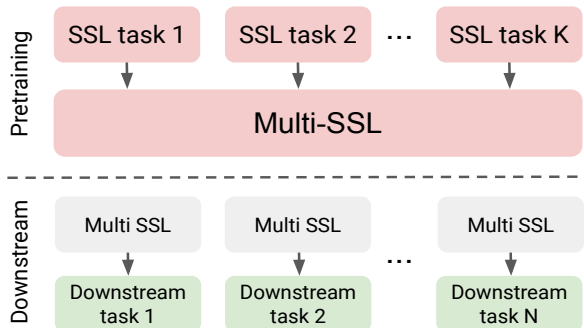 Pretraining
SSL task 1
SSL task 2
...
SSL task K
Multi-SSL
Downstream
Multi SSL
Multi SSL
Multi SSL
...
Downstream
task 1
Downstream
task 2
Downstream
task N